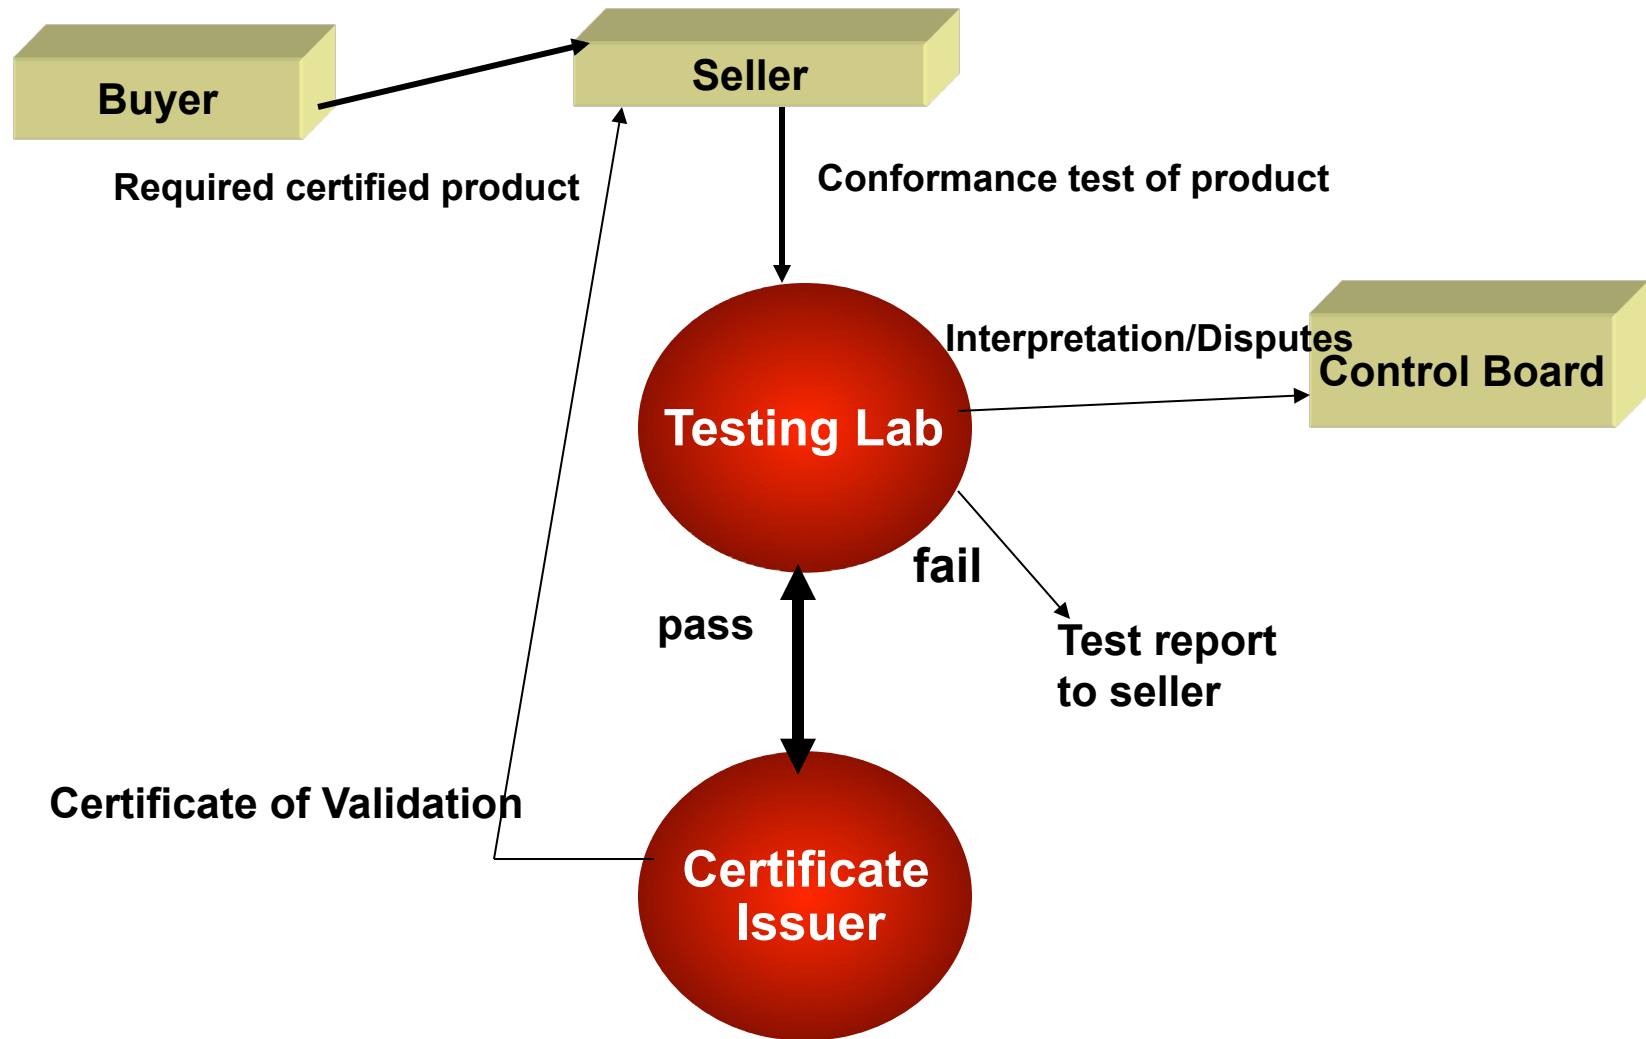 Buyer
Seller
Required certified product
Conformance test of product
Interpretation/Disputes
Control Board
Testing Lab
fail
pass
Test report
to seller
Certificate of Validation
Certificate
Issuer